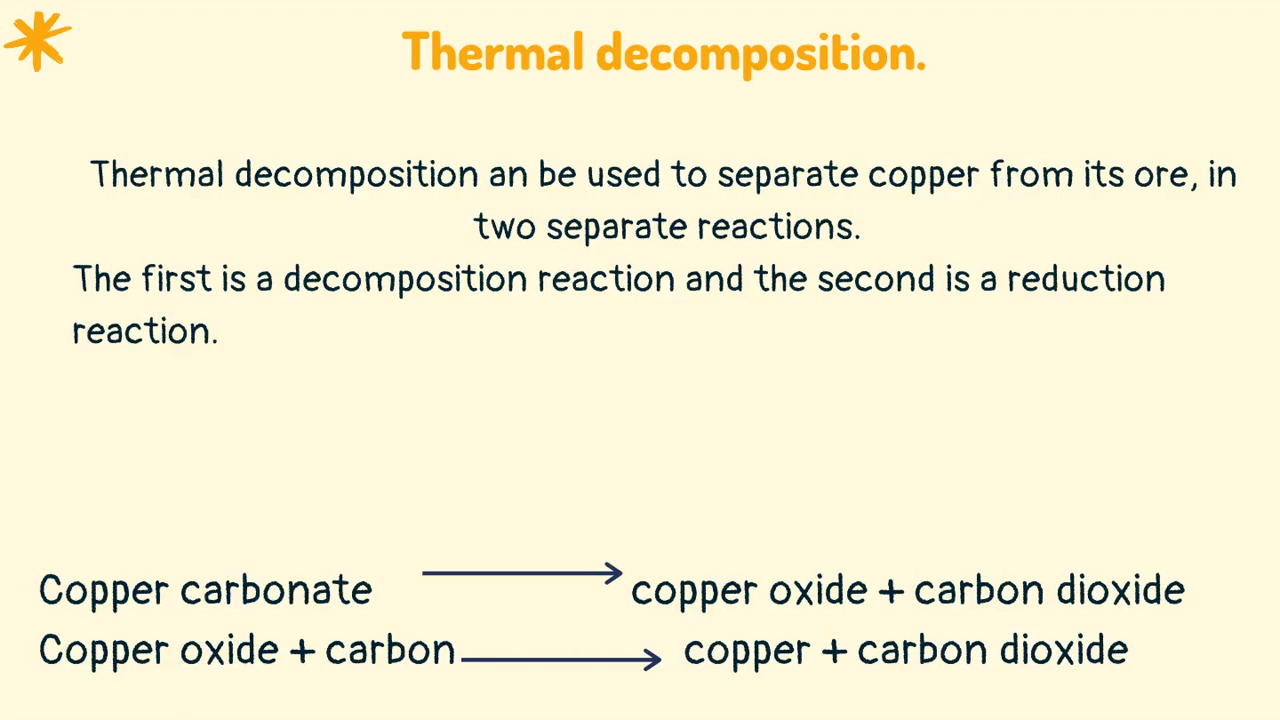 Thermal decomposition.
Thermal decomposition an be used to separate copper from its ore, in
two separate reactions.
The first is a decomposition reaction and the second is a reduction
reaction.
Copper carbonate → copper oxide + carbon dioxide
Copper oxide + carbon → copper + carbon dioxide